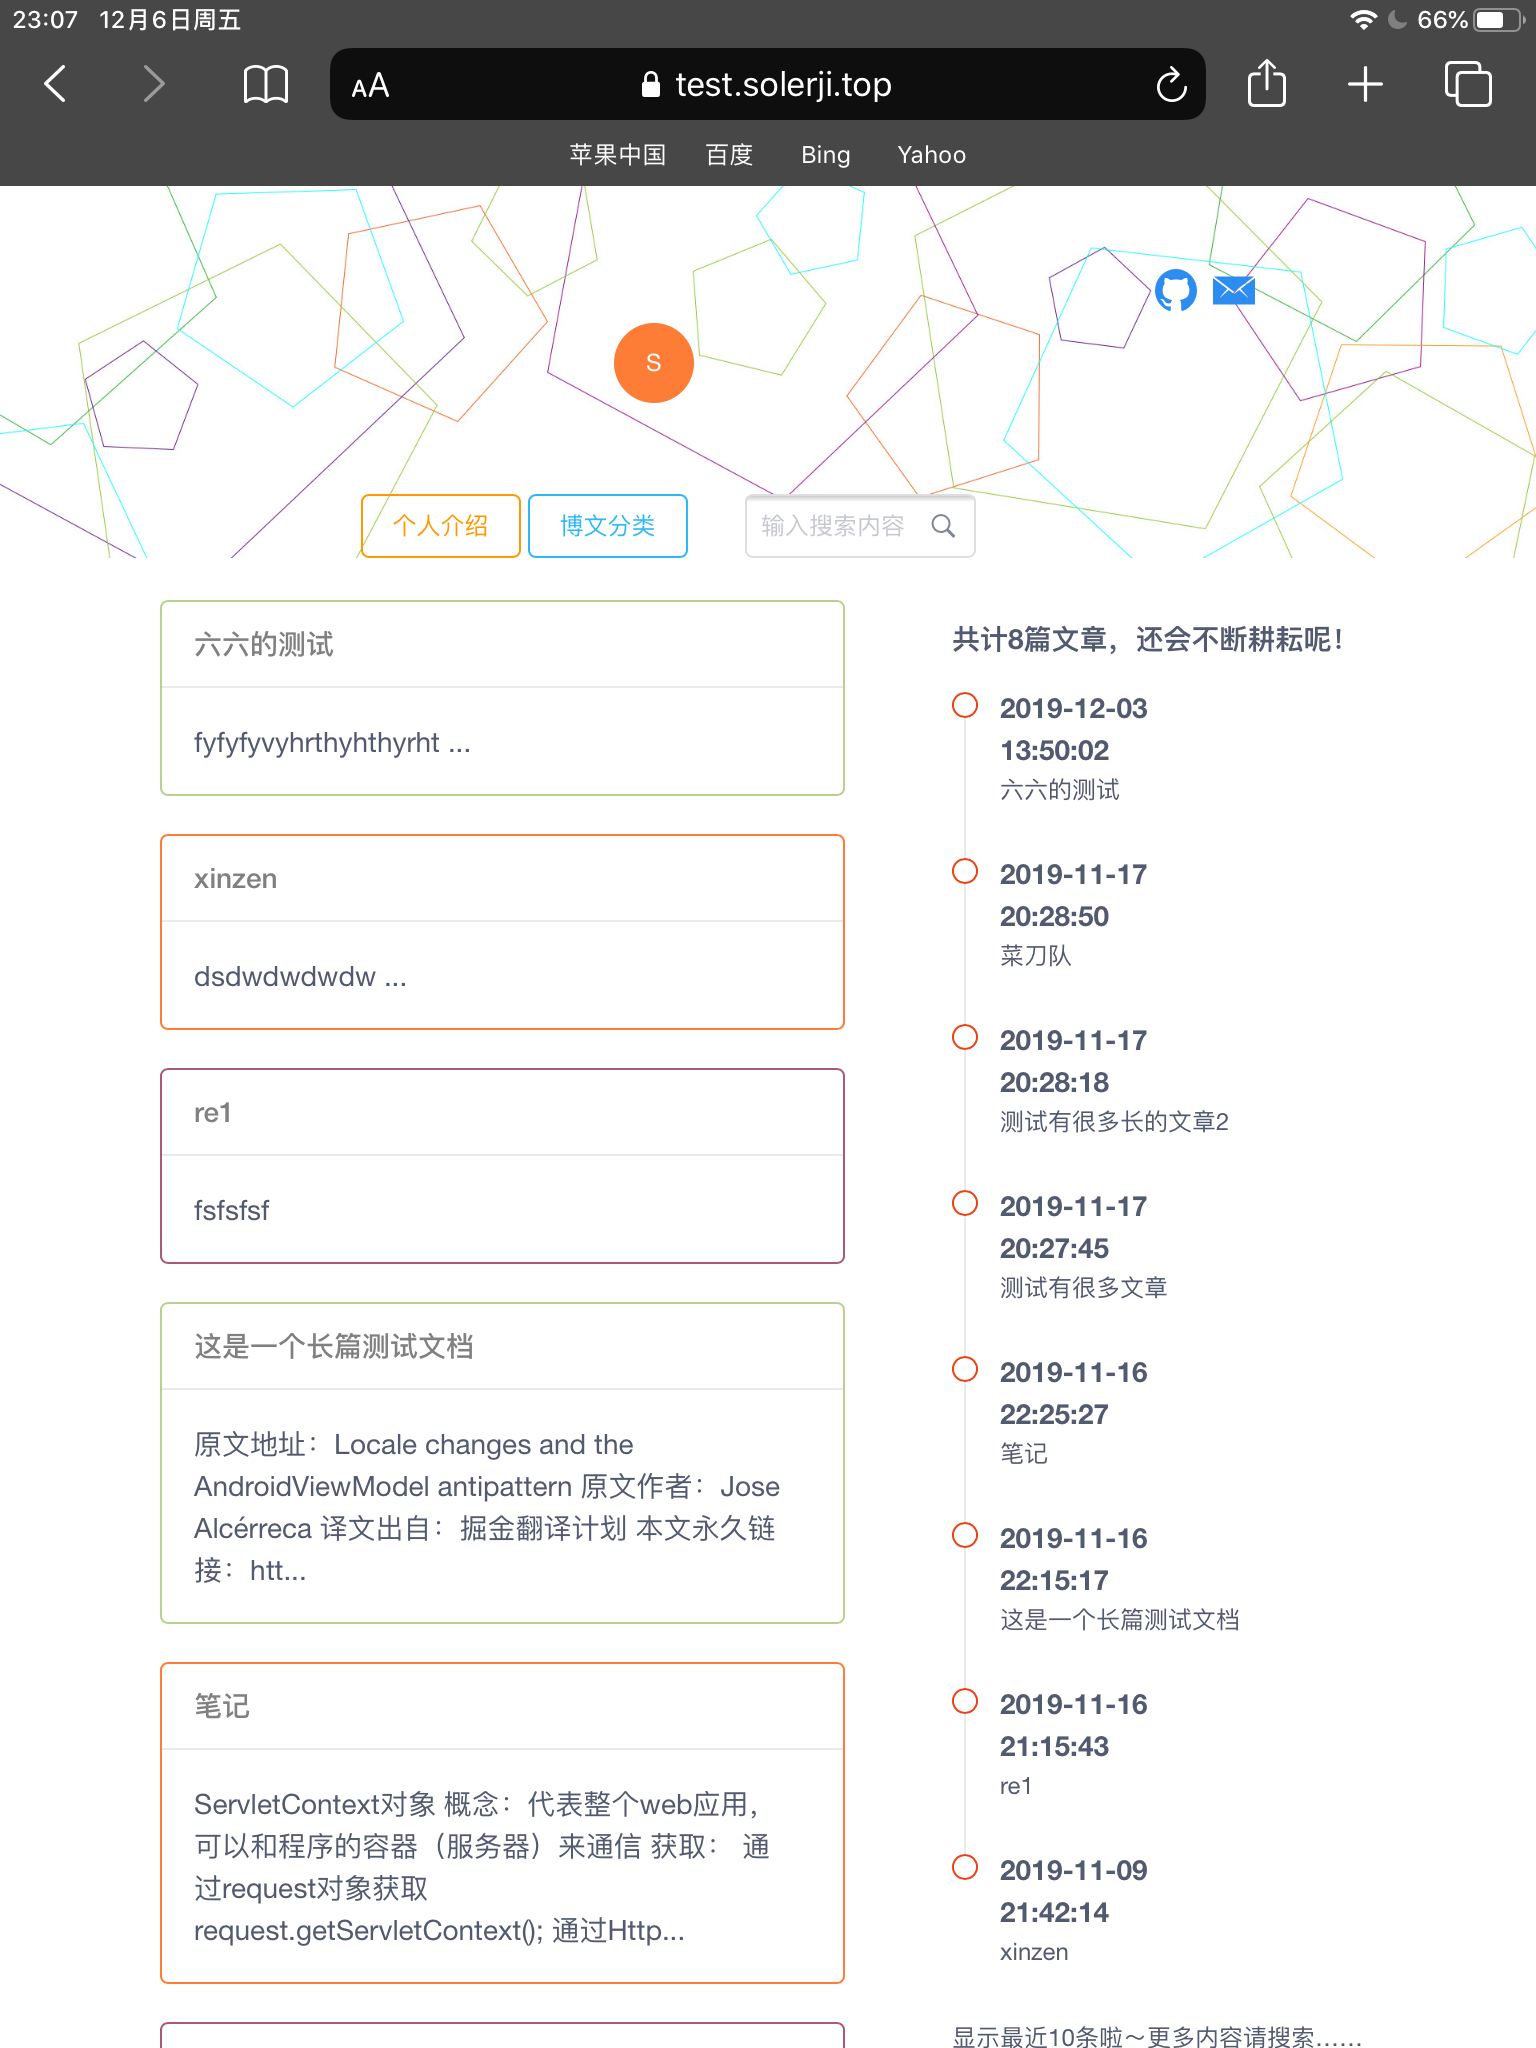 23:07 12月6日周五
66%
AA
test.solerji.top
苹果中国 百度 Bing Yahoo
S
个人介绍
博文分类
输入搜索内容
六六的测试
fyfyfyvyhrthyhthyrht ...
xinzen
dsdwdwdwdw ...
re1
fsfsfsf
这是一个长篇测试文档
原文地址：Locale changes and the
AndroidViewModel antipattern 原文作者：Jose
Alcérreca 译文出自：掘金翻译计划 本文永久链
接：htt...
笔记
ServletContext对象 概念：代表整个web应用，
可以和程序的容器（服务器）来通信 获取： 通
过request对象获取
request.getServletContext(); 通过Http...
共计8篇文章，还会不断耕耘呢！
2019-12-03
13:50:02
六六的测试
2019-11-17
20:28:50
菜刀队
2019-11-17
20:28:18
测试有很多长的文章2
2019-11-17
20:27:45
测试有很多文章
2019-11-16
22:25:27
笔记
2019-11-16
22:15:17
这是一个长篇测试文档
2019-11-16
21:15:43
re1
2019-11-09
21:42:14
xinzen
显示最近10条啦～更多内容请搜索……